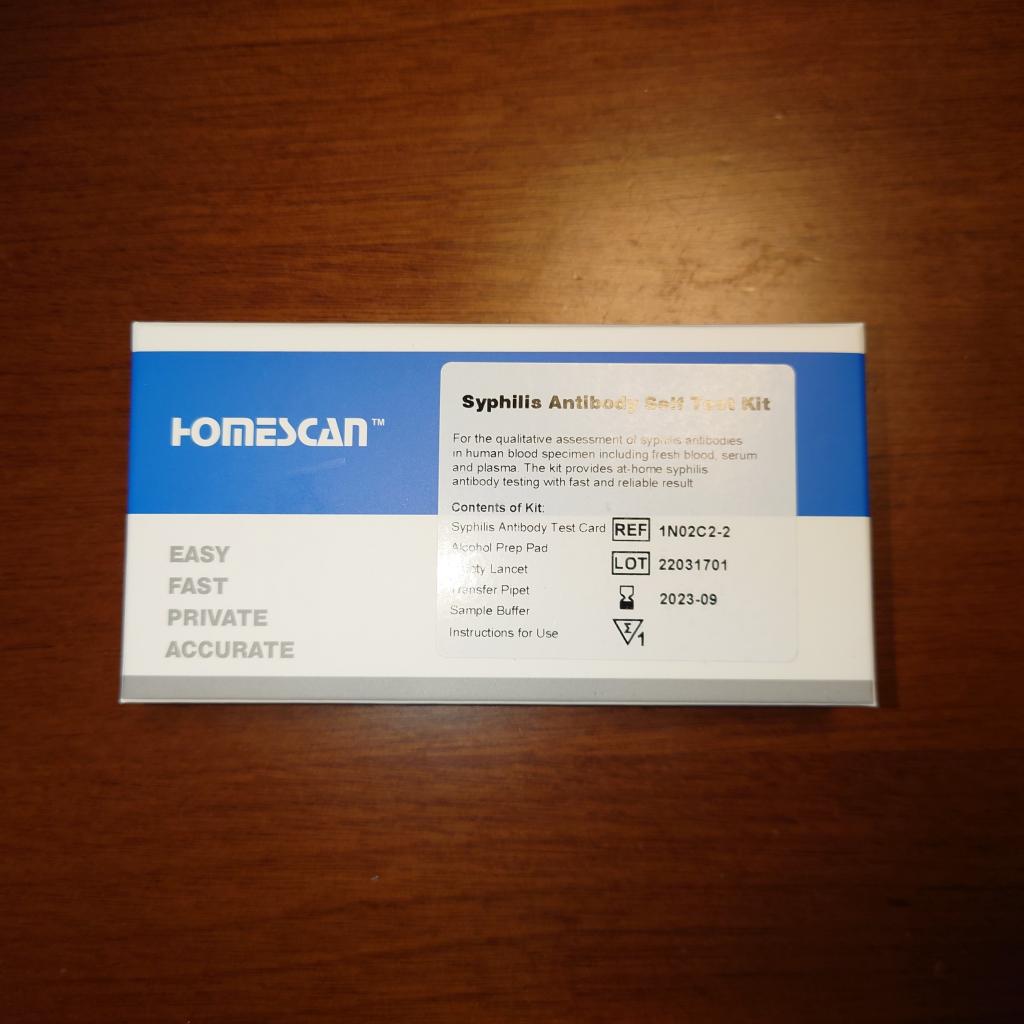 HOMESCAN™
EASY
FAST
PRIVATE
ACCURATE
Syphilis Antibody Self Test Kit
For the qualitative assessment of syphilis antibodies
in human blood specimen including fresh blood, serum
and plasma. The kit provides at-home syphilis
antibody testing with fast and reliable result
Contents of Kit:
Syphilis Antibody Test Card
Alcohol Prep Pad
Safety Lancet
Transfer Pipet
Sample Buffer
Instructions for Use
REF 1N02C2-2
LOT 22031701
2023-09
Σ 1